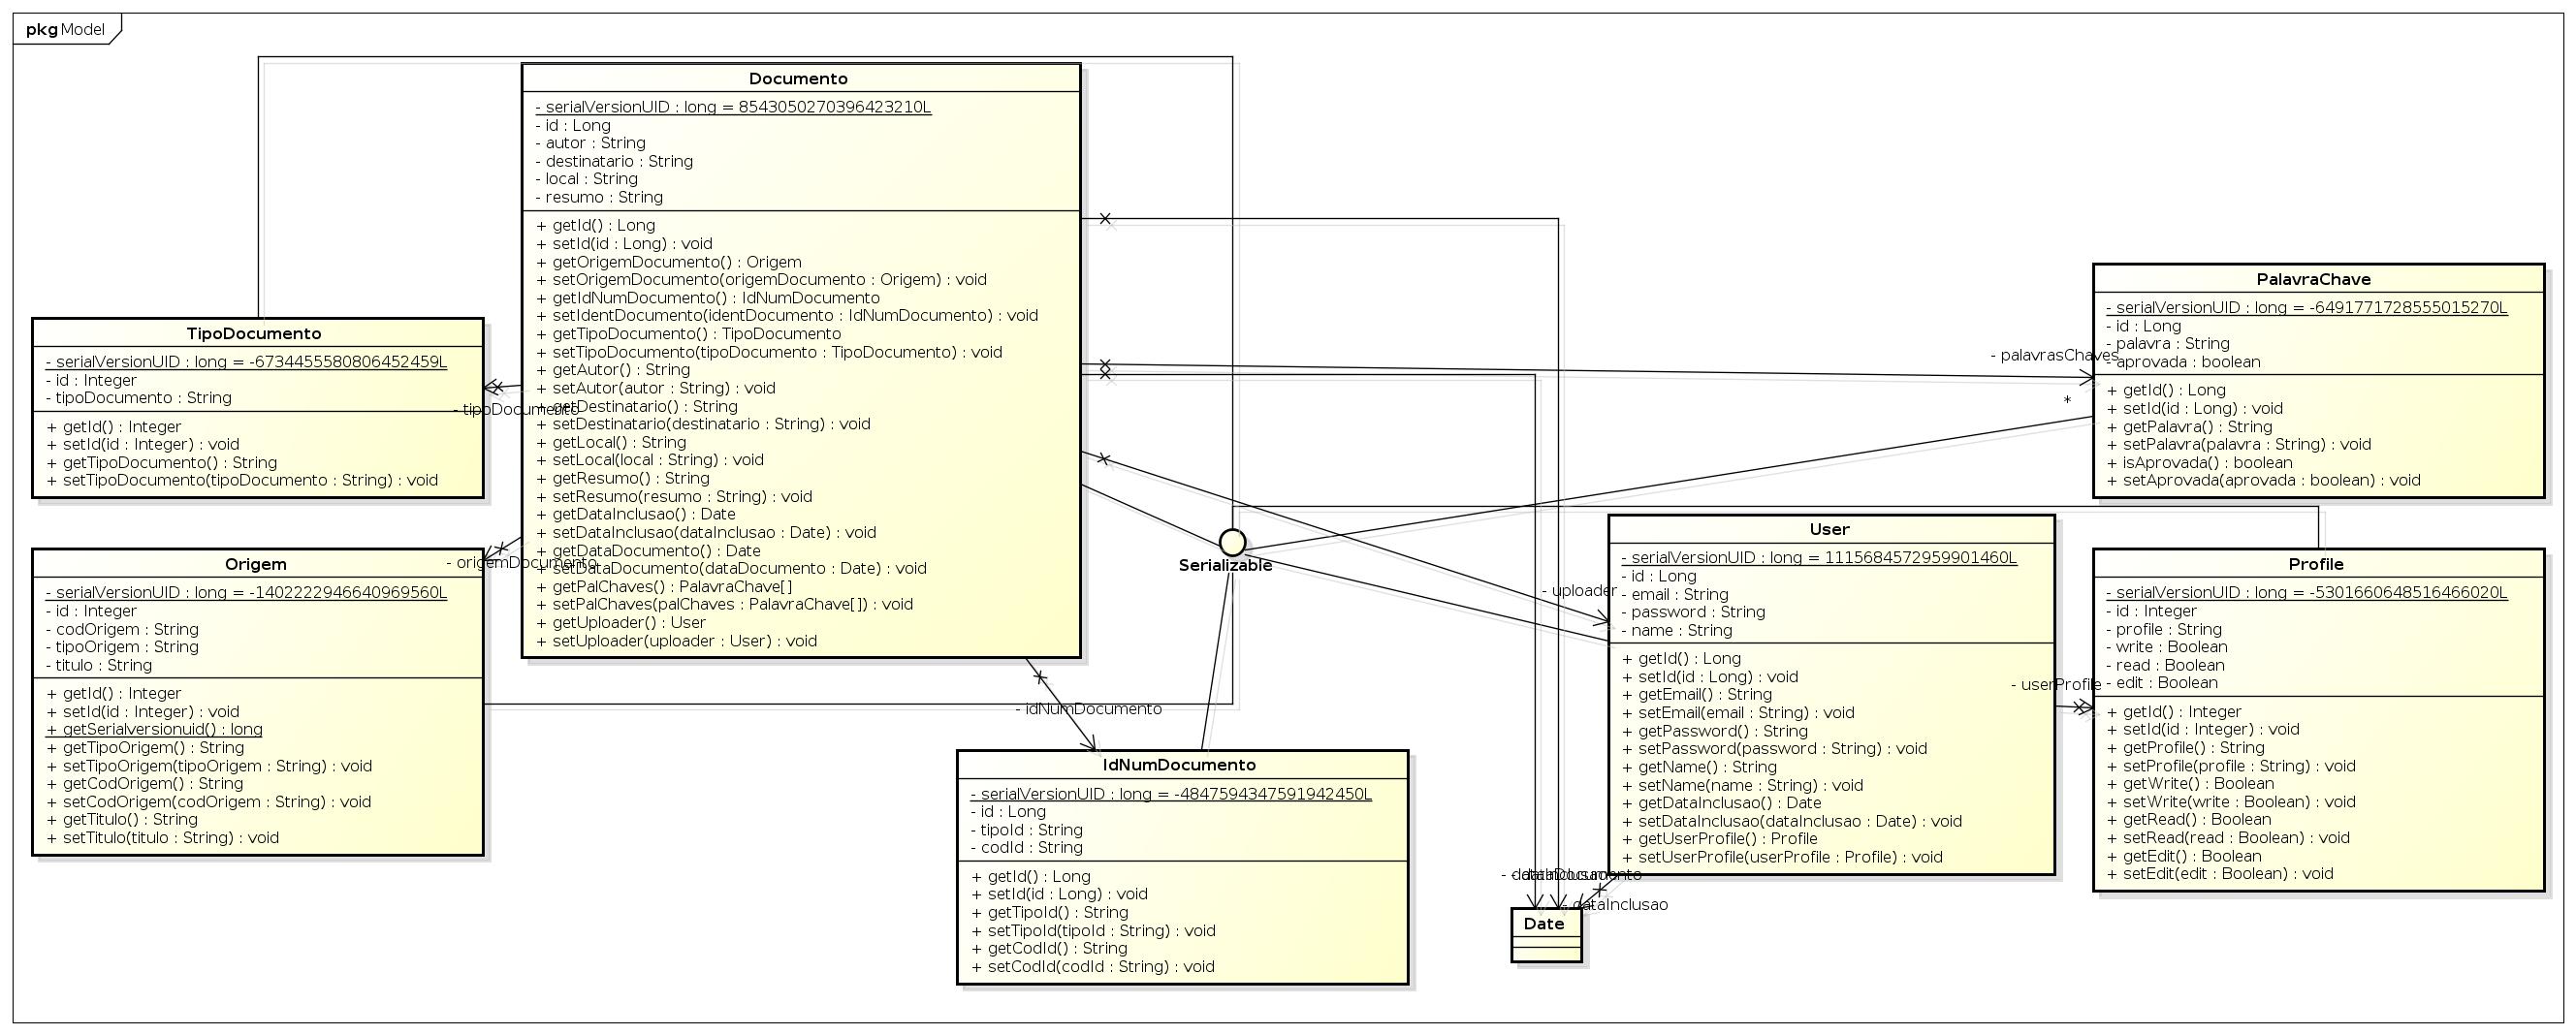 pkg Model
Documento
- serialVersionUID : long = 8543050270396423210L
- id : Long
- autor : String
- destinatario : String
- local : String
- resumo : String
+ getId() : Long
+ setId(id : Long) : void
+ getOrigemDocumento() : Origem
+ setOrigemDocumento(origemDocumento : Origem) : void
+ getIdNumDocumento() : IdNumDocumento
+ setIdentDocumento(identDocumento : IdNumDocumento) : void
+ getTipoDocumento() : TipoDocumento
+ setTipoDocumento(tipoDocumento : TipoDocumento) : void
+ getAutor() : String
+ setAutor(autor : String) : void
+ getDestinatario() : String
+ setDestinatario(destinatario : String) : void
+ getLocal() : String
+ setLocal(local : String) : void
+ getResumo() : String
+ setResumo(resumo : String) : void
+ getDataInclusao() : Date
+ setDataInclusao(dataInclusao : Date) : void
+ getDataDocumento() : Date
+ setDataDocumento(dataDocumento : Date) : void
+ getPalChaves() : PalavraChave[]
+ setPalChaves(palChaves : PalavraChave[]) : void
+ getUploader() : User
+ setUploader(uploader : User) : void
TipoDocumento
- serialVersionUID : long = -6734455580806452459L
- id : Integer
- tipoDocumento : String
+ getId() : Integer
+ setId(id : Integer) : void
+ getTipoDocumento() : String
+ setTipoDocumento(tipoDocumento : String) : void
- tipoDocumento
Origem
- serialVersionUID : long = -1402222946640969560L
- id : Integer
- codOrigem : String
- tipoOrigem : String
- titulo : String
+ getId() : Integer
+ setId(id : Integer) : void
+ getSerialversionuid() : long
+ getTipoOrigem() : String
+ setTipoOrigem(tipoOrigem : String) : void
+ getCodOrigem() : String
+ setCodOrigem(codOrigem : String) : void
+ getTitulo() : String
+ setTitulo(titulo : String) : void
- origemDocumento
Serializable
- idNumDocumento
IdNumDocumento
- serialVersionUID : long = -4847594347591942450L
- id : Long
- tipoId : String
- codId : String
+ getId() : Long
+ setId(id : Long) : void
+ getTipoId() : String
+ setTipoId(tipoId : String) : void
+ getCodId() : String
+ setCodId(codId : String) : void
- palavrasChaves
*
PalavraChave
- serialVersionUID : long = -6491771728555015270L
- id : Long
- palavra : String
- aprovada : boolean
+ getId() : Long
+ setId(id : Long) : void
+ getPalavra() : String
+ setPalavra(palavra : String) : void
+ isAprovada() : boolean
+ setAprovada(aprovada : boolean) : void
- uploader
User
- serialVersionUID : long = 1115684572959901460L
- id : Long
- email : String
- password : String
- name : String
+ getId() : Long
+ setId(id : Long) : void
+ getEmail() : String
+ setEmail(email : String) : void
+ getPassword() : String
+ setPassword(password : String) : void
+ getName() : String
+ setName(name : String) : void
+ getDataInclusao() : Date
+ setDataInclusao(dataInclusao : Date) : void
+ getUserProfile() : Profile
+ setUserProfile(userProfile : Profile) : void
- userProfile
Profile
- serialVersionUID : long = -5301660648516466020L
- id : Integer
- profile : String
- write : Boolean
- read : Boolean
- edit : Boolean
+ getId() : Integer
+ setId(id : Integer) : void
+ getProfile() : String
+ setProfile(profile : String) : void
+ getWrite() : Boolean
+ setWrite(write : Boolean) : void
+ getRead() : Boolean
+ setRead(read : Boolean) : void
+ getEdit() : Boolean
+ setEdit(edit : Boolean) : void
- dataInclusao
Date